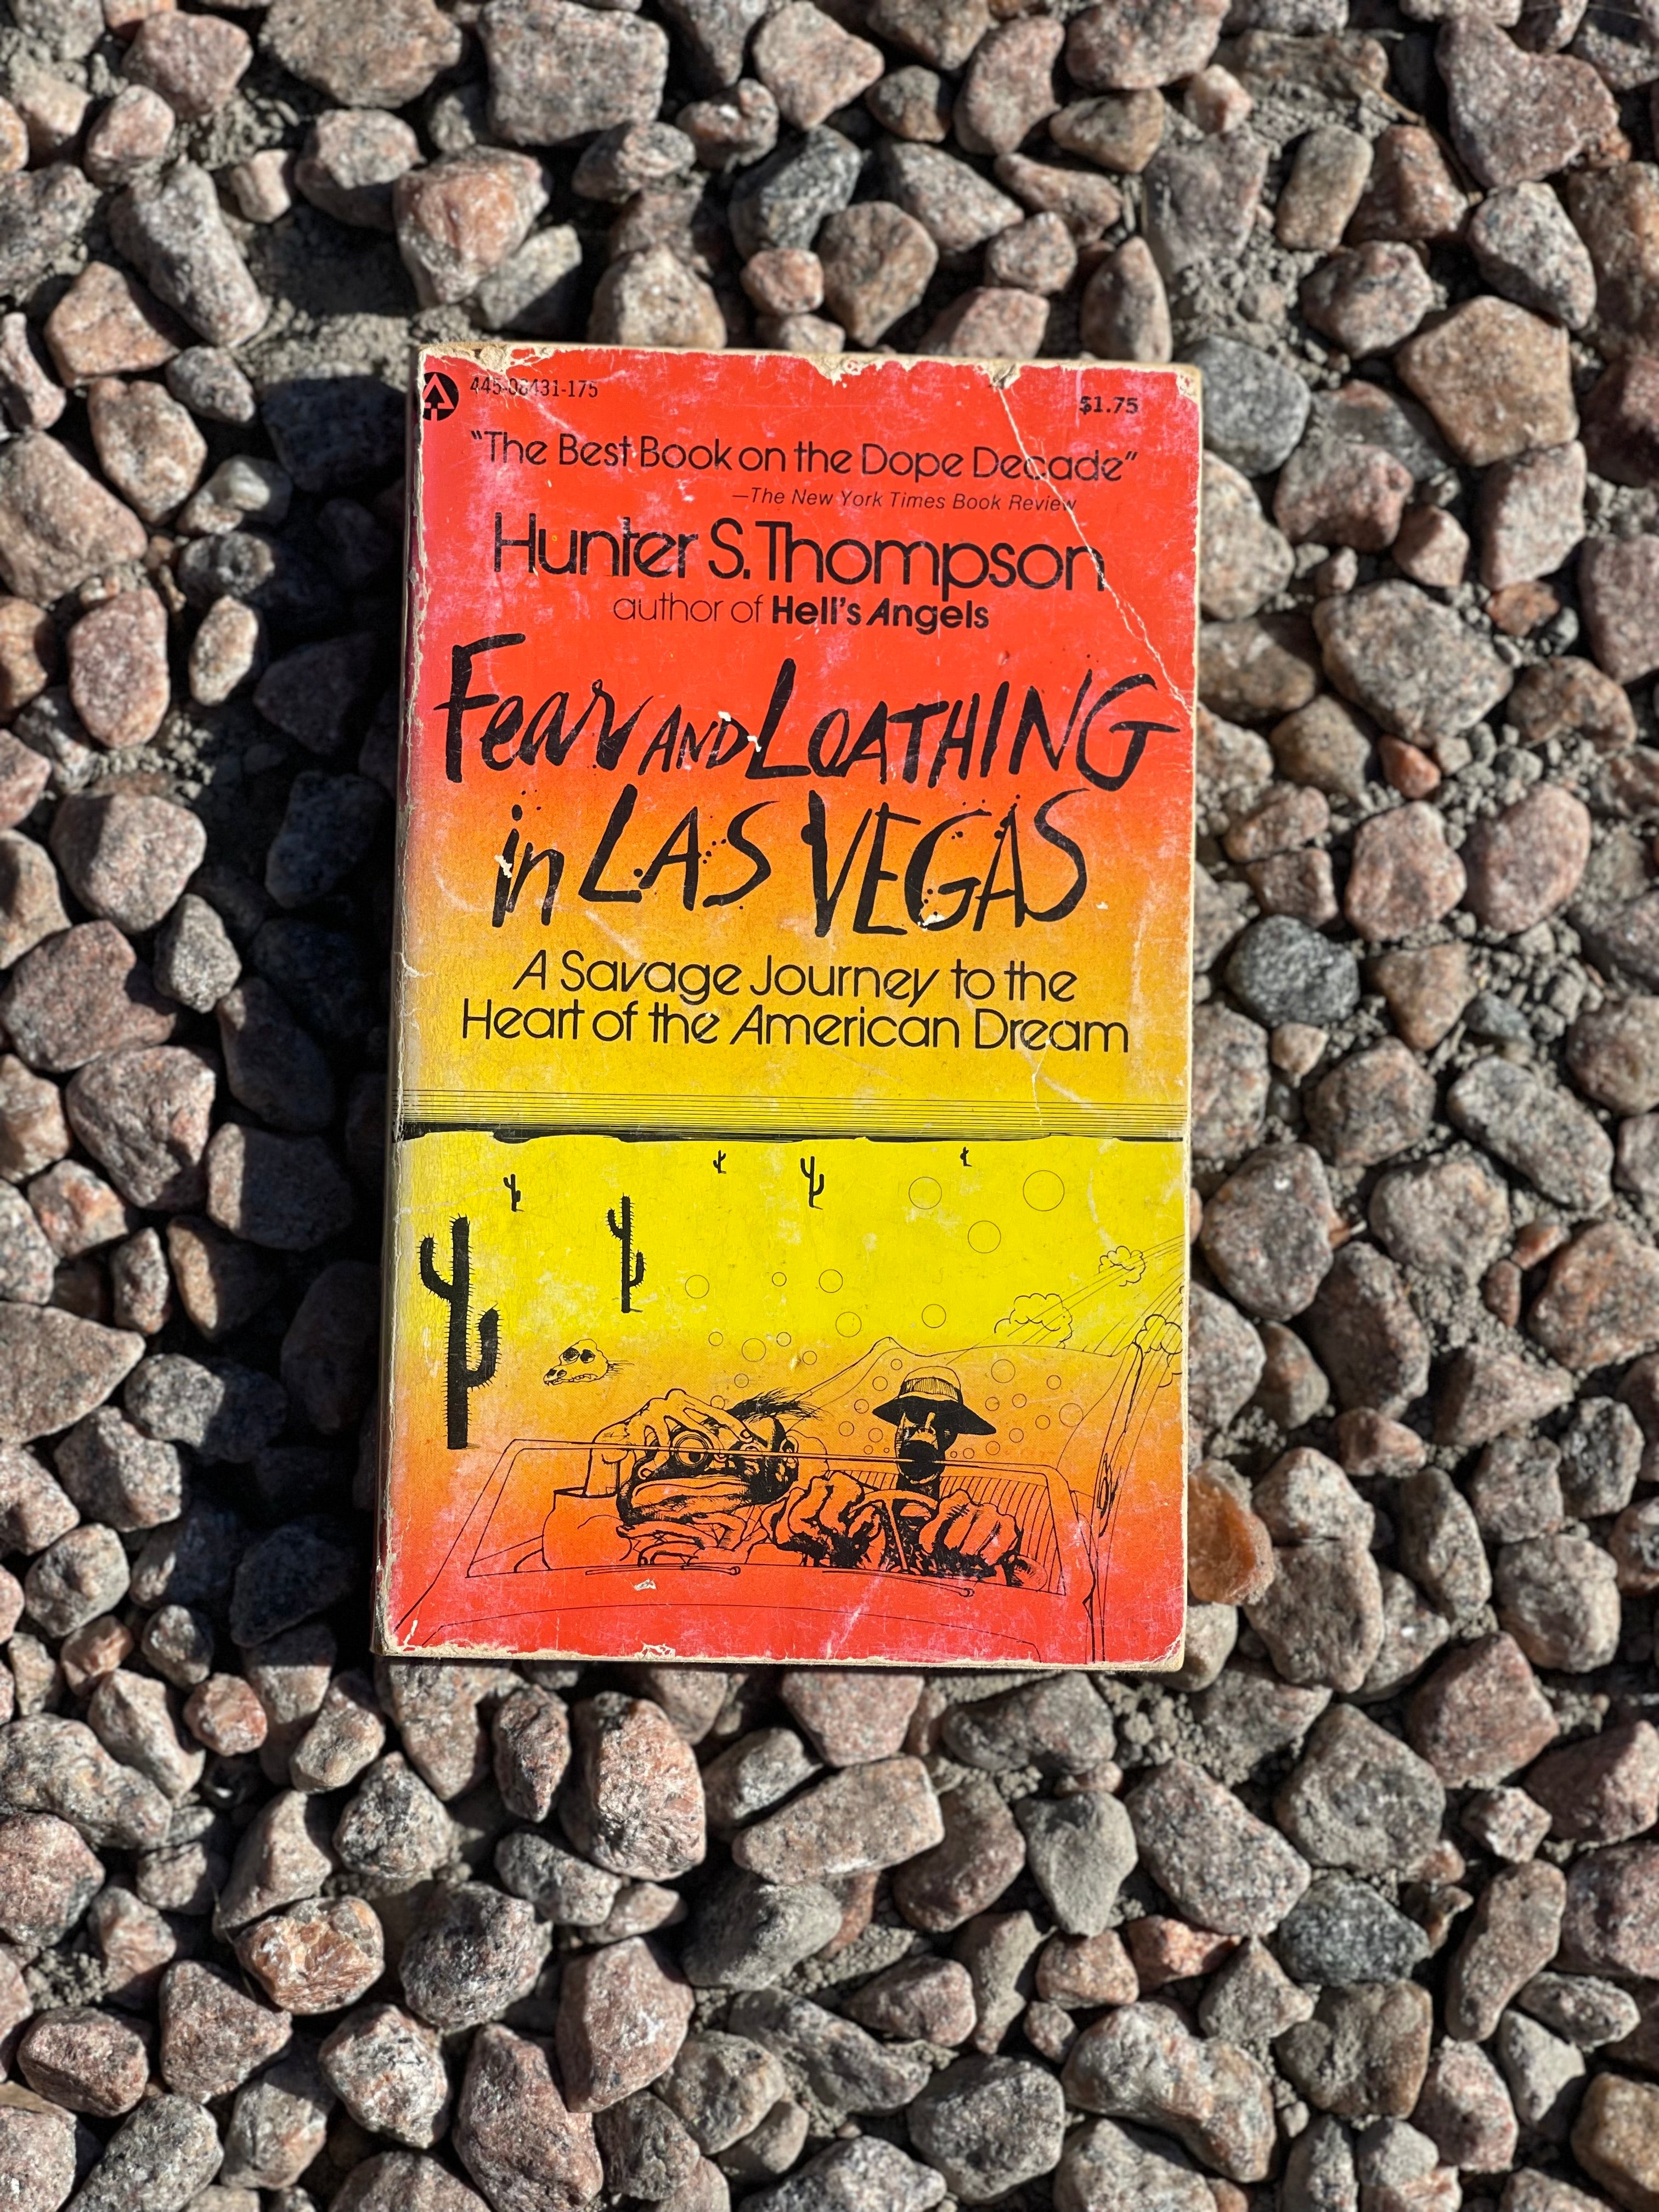 445-08431-175
$1.75
"The Best Book on the Dope Decade"
—The New York Times Book Review
Hunter S. Thompson
author of Hell's Angels
Fear AND LOATHING
in LAS VEGAS
A Savage Journey to the
Heart of the American Dream